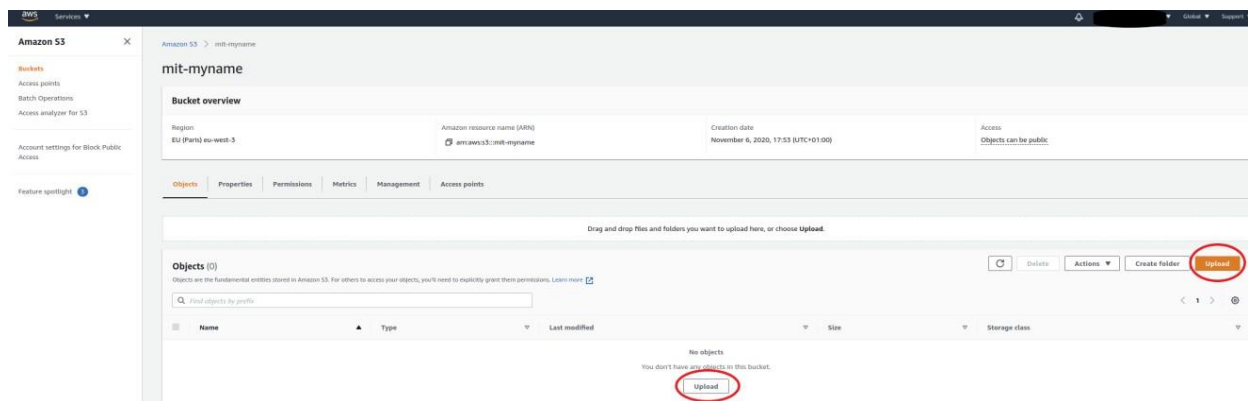 aws Services ▼ Global ▼ Support
Amazon S3 ×
Buckets
Access points
Batch Operations
Access analyzer for S3
Account settings for Block Public
Access
Feature spotlight
Amazon S3 > mit-myname
mit-myname
Bucket overview
Region Amazon resource name (ARN) Creation date Access
EU (Paris) eu-west-3 arn:aws:s3:::mit-myname November 6, 2020, 17:53 (UTC+01:00) Objects can be public
Objects Properties Permissions Metrics Management Access points
Drag and drop files and folders you want to upload here, or choose Upload.
Objects (0) Delete Actions ▼ Create folder Upload
Objects are the fundamental entities stored in Amazon S3. For others to access your objects, you'll need to explicitly grant them permissions. Learn more
Find objects by prefix < 1 >
Name ▲ Type Last modified Size Storage class
No objects
You don't have any objects in this bucket.
Upload